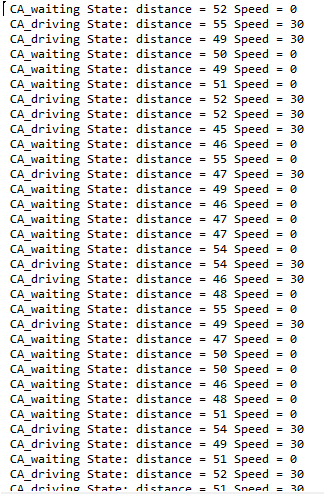 CA_waiting State: distance = 52 Speed = 0
CA_driving State: distance = 55 Speed = 30
CA_driving State: distance = 49 Speed = 30
CA_waiting State: distance = 50 Speed = 0
CA_waiting State: distance = 49 Speed = 0
CA_waiting State: distance = 51 Speed = 0
CA_driving State: distance = 52 Speed = 30
CA_driving State: distance = 52 Speed = 30
CA_driving State: distance = 45 Speed = 30
CA_waiting State: distance = 46 Speed = 0
CA_waiting State: distance = 55 Speed = 0
CA_driving State: distance = 47 Speed = 30
CA_waiting State: distance = 49 Speed = 0
CA_waiting State: distance = 46 Speed = 0
CA_waiting State: distance = 47 Speed = 0
CA_waiting State: distance = 47 Speed = 0
CA_waiting State: distance = 54 Speed = 0
CA_driving State: distance = 54 Speed = 30
CA_driving State: distance = 46 Speed = 30
CA_waiting State: distance = 48 Speed = 0
CA_waiting State: distance = 55 Speed = 0
CA_driving State: distance = 49 Speed = 30
CA_waiting State: distance = 47 Speed = 0
CA_waiting State: distance = 50 Speed = 0
CA_waiting State: distance = 50 Speed = 0
CA_waiting State: distance = 46 Speed = 0
CA_waiting State: distance = 48 Speed = 0
CA_waiting State: distance = 51 Speed = 0
CA_driving State: distance = 54 Speed = 30
CA_driving State: distance = 49 Speed = 30
CA_waiting State: distance = 51 Speed = 0
CA_driving State: distance = 52 Speed = 30
CA_driving State: distance = 51 Speed = 30